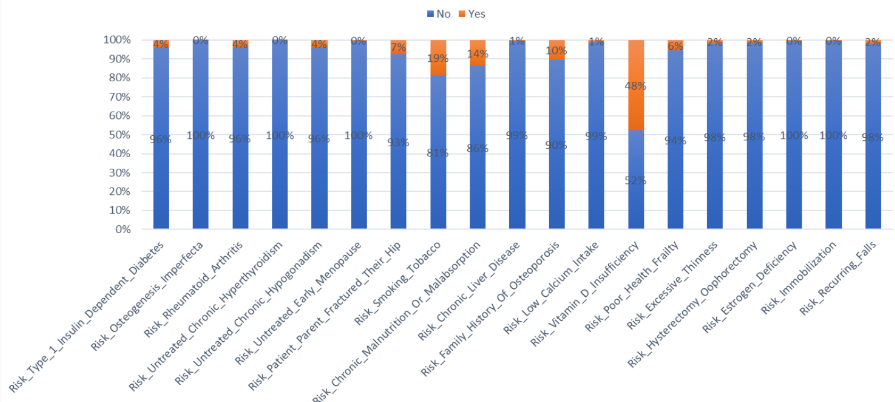 No Yes
100%
90%
80%
70%
60%
50%
40%
30%
20%
10%
0%
4% 0% 4% 0% 4% 0% 7% 19% 14% 1% 10% 1% 48% 6% 2% 2% 0% 0% 2%
96% 100% 96% 100% 96% 100% 93% 81% 86% 99% 90% 99% 52% 94% 98% 98% 100% 100% 98%
Risk_Type_1_Insulin_Dependent_Diabetes
Risk_Osteogenesis_Imperfecta
Risk_Rheumatoid_Arthritis
Risk_Untreated_Chronic_Hyperthyroidism
Risk_Untreated_Chronic_Hypogonadism
Risk_Untreated_Early_Menopause
Risk_Patient_Parent_Fractured_Their_Hip
Risk_Smoking_Tobacco
Risk_Chronic_Malnutrition_Or_Malabsorption
Risk_Chronic_Liver_Disease
Risk_Family_History_Of_Osteoporosis
Risk_Low_Calcium_Intake
Risk_Vitamin_D_Insufficiency
Risk_Poor_Health_Frailty
Risk_Excessive_Thinness
Risk_Hysterectomy_Oophorectomy
Risk_Estrogen_Deficiency
Risk_Immobilization
Risk_Recurring_Falls